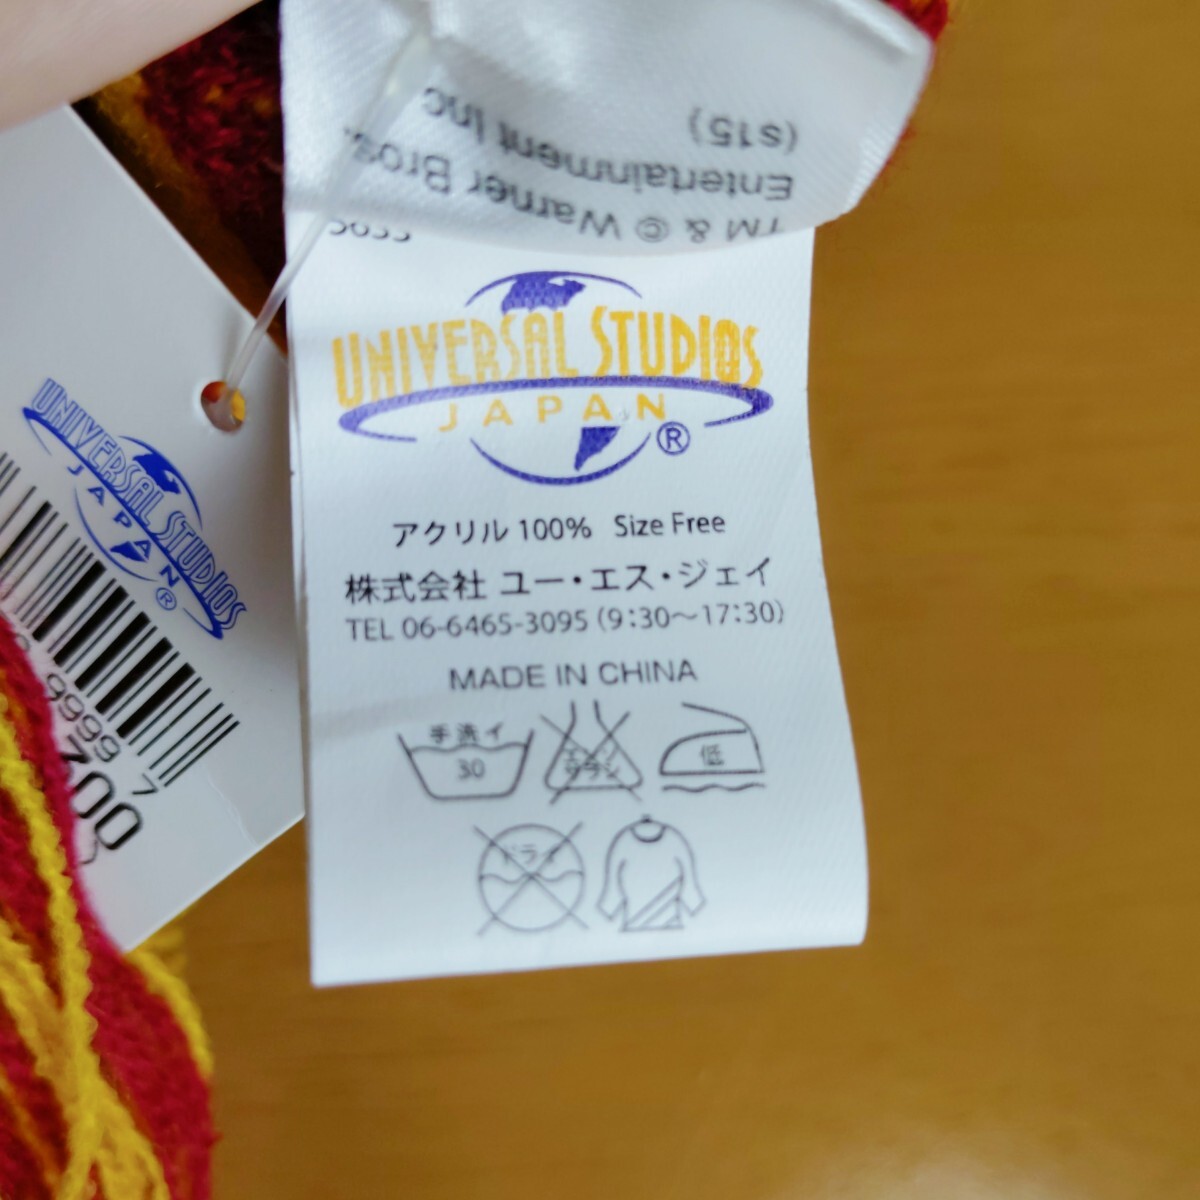 TM & © Warner Bros.
Entertainment Inc
(s15)
UNIVERSAL STUDIOS
JAPAN
®
アクリル 100% Size Free
株式会社 ユー・エス・ジェイ
TEL 06-6465-3095 (9:30～17:30)
MADE IN CHINA
手洗イ
30
低
ドライ
UNIVERSAL STUDIOS
JAPAN
®
9999 7